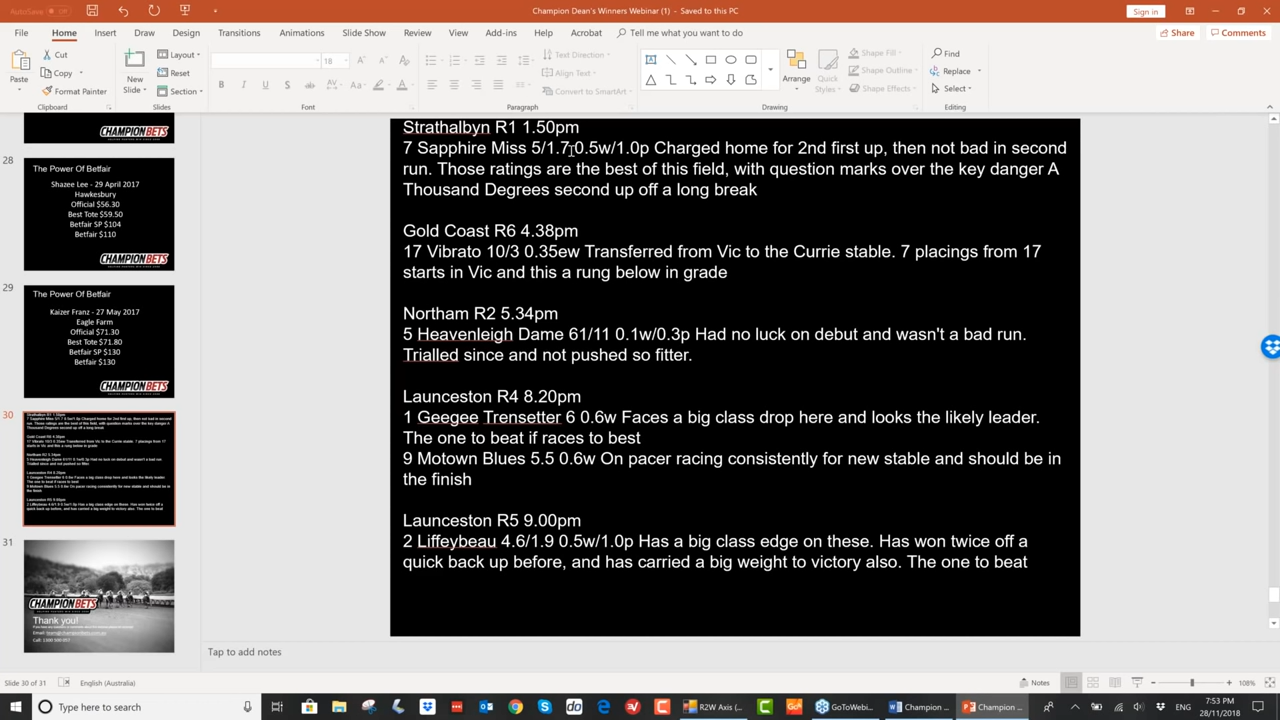 AutoSave
Champion Dean's Winners Webinar (1) - Saved to this PC
Sign in
File Home Insert Draw Design Transitions Animations Slide Show Review View Add-ins Help Acrobat Tell me what you want to do
Share Comments
Paste
Cut
Copy
Format Painter
Clipboard
New
Slide
Layout
Reset
Section
Slides
18
Font
Text Direction
Align Text
Convert to SmartArt
Paragraph
Arrange
Quick
Styles
Shape Fill
Shape Outline
Shape Effects
Drawing
Find
Replace
Select
Editing
CHAMPIONBETS
28
The Power Of Betfair
Shazee Lee - 29 April 2017
Hawkesbury
Official $56.30
Best Tote $59.50
Betfair SP $104
Betfair $110
CHAMPIONBETS
29
The Power Of Betfair
Kaizer Franz - 27 May 2017
Eagle Farm
Official $71.30
Best Tote $71.80
Betfair SP $130
Betfair $130
CHAMPIONBETS
30
31
CHAMPIONBETS
Thank you!
Strathalbyn R1 1.50pm
7 Sapphire Miss 5/1.7 0.5w/1.0p Charged home for 2nd first up, then not bad in second
run. Those ratings are the best of this field, with question marks over the key danger A
Thousand Degrees second up off a long break
Gold Coast R6 4.38pm
17 Vibrato 10/3 0.35ew Transferred from Vic to the Currie stable. 7 placings from 17
starts in Vic and this a rung below in grade
Northam R2 5.34pm
5 Heavenleigh Dame 61/11 0.1w/0.3p Had no luck on debut and wasn't a bad run.
Trialled since and not pushed so fitter.
Launceston R4 8.20pm
1 Geegees Trensetter 6 0.6w Faces a big class drop here and looks the likely leader.
The one to beat if races to best
9 Motown Blues 5.5 0.6w On pacer racing consistently for new stable and should be in
the finish
Launceston R5 9.00pm
2 Liffeybeau 4.6/1.9 0.5w/1.0p Has a big class edge on these. Has won twice off a
quick back up before, and has carried a big weight to victory also. The one to beat
Tap to add notes
Slide 30 of 31
English (Australia)
Notes
108%
Type here to search
R2W Axis (...
GoToWebi...
Champion ...
Champion ...
ENG
7:53 PM
28/11/2018